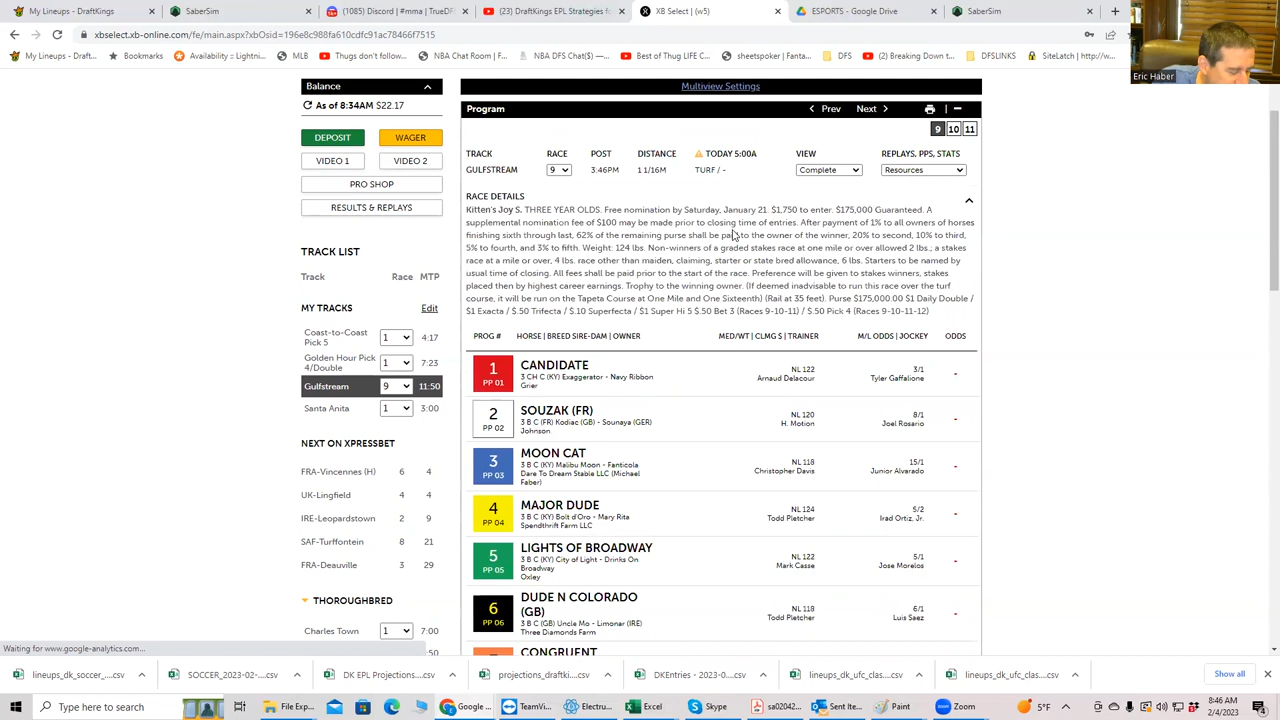 My Lineups - DraftKings
SaberSim
(1085) Discord | #mma | TrueDF
(23) DraftKings EPL Strategies fo
XB Select | (w5)
ESPORTS - Google Drive
SaberSim
xbselect.xb-online.com/fe/main.aspx?xbOsid=196e8c988fa610cdfc91ac78466f7515
My Lineups - DraftK...
Bookmarks
Availability :: Lightni...
MLB
Thugs don't follow...
NBA Chat Room | F...
NBA DFS Chat($) —...
Best of Thug LIFE C...
sheetspoker | Fanta...
DFS
(2) Breaking Down t...
DFSLINKS
SiteLatch | http://w...
Eric Haber
Balance
As of 8:34AM $22.17
DEPOSIT
WAGER
VIDEO 1
VIDEO 2
PRO SHOP
RESULTS & REPLAYS
TRACK LIST
Track Race MTP
MY TRACKS Edit
Coast-to-Coast Pick 5 1 4:17
Golden Hour Pick 4/Double 1 7:23
Gulfstream 9 11:50
Santa Anita 1 3:00
NEXT ON XPRESSBET
FRA-Vincennes (H) 6 4
UK-Lingfield 4 4
IRE-Leopardstown 2 9
SAF-Turffontein 8 21
FRA-Deauville 3 29
THOROUGHBRED
Charles Town 1 7:00
:50
Multiview Settings
Program
Prev Next
9 10 11
TRACK RACE POST DISTANCE TODAY 5:00A VIEW REPLAYS, PPS, STATS
GULFSTREAM 9 3:46PM 1 1/16M TURF / - Complete Resources
RACE DETAILS
Kitten's Joy S. THREE YEAR OLDS. Free nomination by Saturday, January 21. $1,750 to enter. $175,000 Guaranteed. A
supplemental nomination fee of $100 may be made prior to closing time of entries. After payment of 1% to all owners of horses
finishing sixth through last, 62% of the remaining purse shall be paid to the owner of the winner, 20% to second, 10% to third,
5% to fourth, and 3% to fifth. Weight: 124 lbs. Non-winners of a graded stakes race at one mile or over allowed 2 lbs.; a stakes
race at a mile or over, 4 lbs. race other than maiden, claiming, starter or state bred allowance, 6 lbs. Starters to be named by
usual time of closing. All fees shall be paid prior to the start of the race. Preference will be given to stakes winners, stakes
placed then by highest career earnings. Trophy to the winning owner. (If deemed inadvisable to run this race over the turf
course, it will be run on the Tapeta Course at One Mile and One Sixteenth) (Rail at 35 feet). Purse $175,000.00 $1 Daily Double /
$1 Exacta / $.50 Trifecta / $.10 Superfecta / $1 Super Hi 5 $.50 Bet 3 (Races 9-10-11) / $.50 Pick 4 (Races 9-10-11-12)
PROG # HORSE | BREED SIRE-DAM | OWNER MED/WT | CLMG $ | TRAINER M/L ODDS | JOCKEY ODDS
1 PP 01
CANDIDATE
3 CH C (KY) Exaggerator - Navy Ribbon
Grier
NL 122
Arnaud Delacour
3/1
Tyler Gaffalione
-
2 PP 02
SOUZAK (FR)
3 B C (FR) Kodiac (GB) - Sounaya (GER)
Johnson
NL 120
H. Motion
8/1
Joel Rosario
-
3 PP 03
MOON CAT
3 B C (KY) Malibu Moon - Fanticola
Dare To Dream Stable LLC (Michael
Faber)
NL 118
Christopher Davis
15/1
Junior Alvarado
-
4 PP 04
MAJOR DUDE
3 B C (KY) Bolt d'Oro - Mary Rita
Spendthrift Farm LLC
NL 124
Todd Pletcher
5/2
Irad Ortiz, Jr.
-
5 PP 05
LIGHTS OF BROADWAY
3 B C (KY) City of Light - Drinks On
Broadway
Oxley
NL 122
Mark Casse
5/1
Jose Morelos
-
6 PP 06
DUDE N COLORADO
(GB)
3 B C (GB) Uncle Mo - Limonar (IRE)
Three Diamonds Farm
NL 118
Todd Pletcher
6/1
Luis Saez
-
CONGRUENT
Waiting for www.google-analytics.com...
lineups_dk_soccer_....csv
SOCCER_2023-02-....csv
DK EPL Projections....csv
projections_draftki....csv
DKEntries - 2023-0....csv
lineups_dk_ufc_clas....csv
lineups_dk_ufc_clas....csv
Show all
Type here to search
File Exp...
Google ...
TeamVi...
Electru...
Excel
Skype
sa02042...
Sent Ite...
Paint
Zoom
5°F
8:46 AM
2/4/2023
4